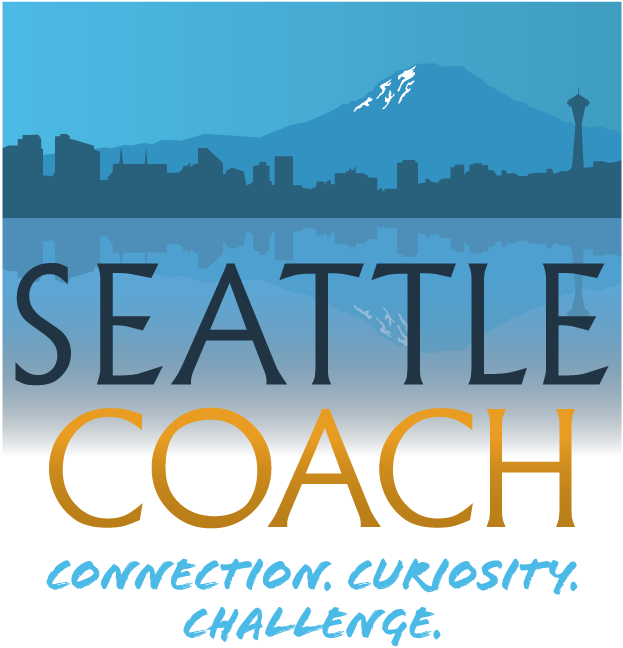 SEATTLE
COACH
CONNECTION. CURIOSITY.
CHALLENGE.